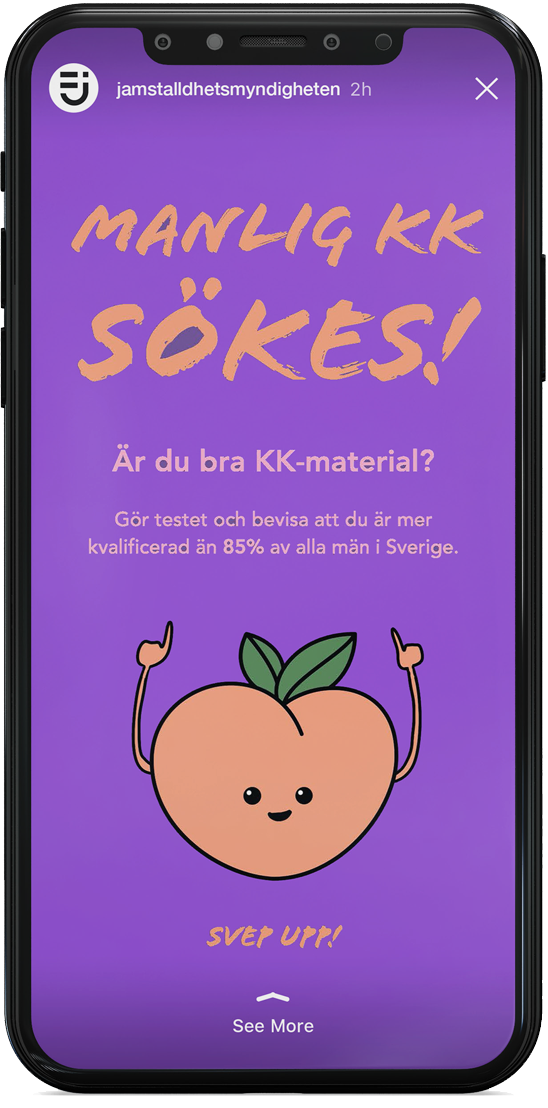 jamstalldhetsmyndigheten 2h
MANLIG KK
SÖKES!
Är du bra KK-material?
Gör testet och bevisa att du är mer
kvalificerad än 85% av alla män i Sverige.
SVEP UPP!
See More